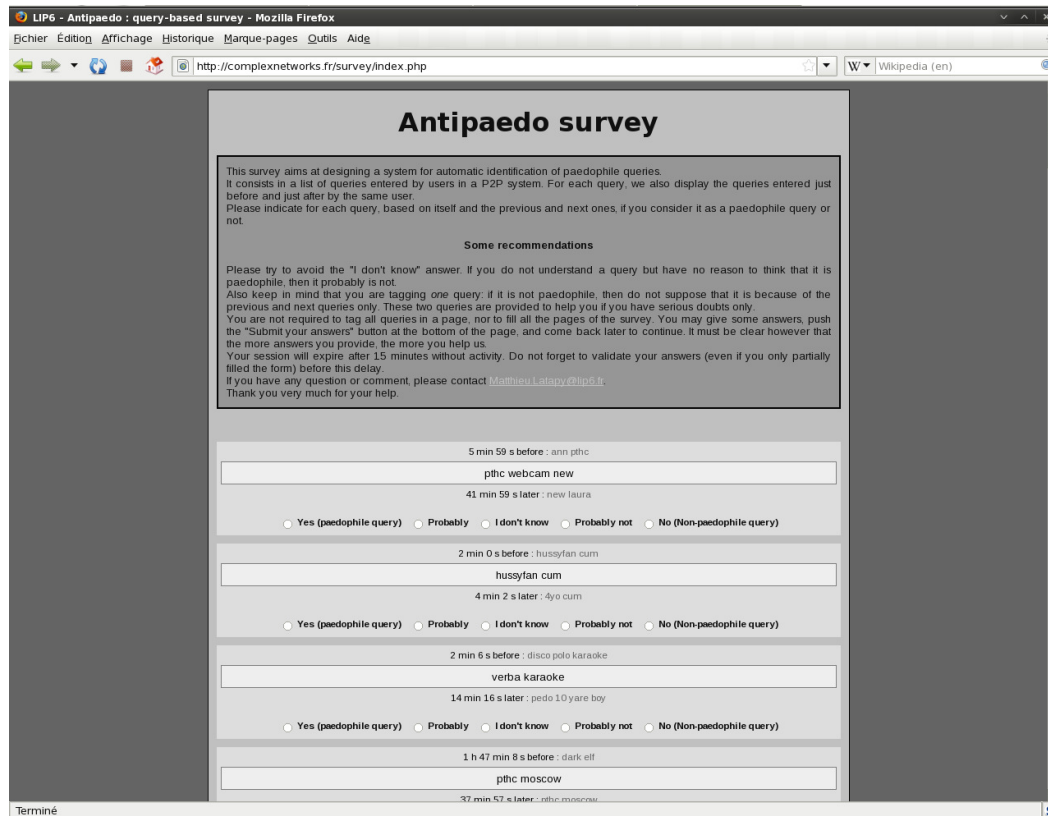 LIP6 - Antipaedo : query-based survey - Mozilla Firefox
Fichier Édition Affichage Historique Marque-pages Outils Aide
http://complexnetworks.fr/survey/index.php W Wikipedia (en)
Antipaedo survey
This survey aims at designing a system for automatic identification of paedophile queries.
It consists in a list of queries entered by users in a P2P system. For each query, we also display the queries entered just
before and just after by the same user.
Please indicate for each query, based on itself and the previous and next ones, if you consider it as a paedophile query or
not.
Some recommendations
Please try to avoid the "I don't know" answer. If you do not understand a query but have no reason to think that it is
paedophile, then it probably is not.
Also keep in mind that you are tagging one query: if it is not paedophile, then do not suppose that it is because of the
previous and next queries only. These two queries are provided to help you if you have serious doubts only.
You are not required to tag all queries in a page, nor to fill all the pages of the survey. You may give some answers, push
the "Submit your answers" button at the bottom of the page, and come back later to continue. It must be clear however that
the more answers you provide, the more you help us.
Your session will expire after 15 minutes without activity. Do not forget to validate your answers (even if you only partially
filled the form) before this delay.
If you have any question or comment, please contact Matthieu.Latapy@lip6.fr.
Thank you very much for your help.
5 min 59 s before : ann pthc
pthc webcam new
41 min 59 s later : new laura
Yes (paedophile query) Probably I don't know Probably not No (Non-paedophile query)
2 min 0 s before : hussyfan cum
hussyfan cum
4 min 2 s later : 4yo cum
Yes (paedophile query) Probably I don't know Probably not No (Non-paedophile query)
2 min 6 s before : disco polo karaoke
verba karaoke
14 min 16 s later : pedo 10 yare boy
Yes (paedophile query) Probably I don't know Probably not No (Non-paedophile query)
1 h 47 min 8 s before : dark elf
pthc moscow
37 min 57 s later : pthc moscow
Terminé